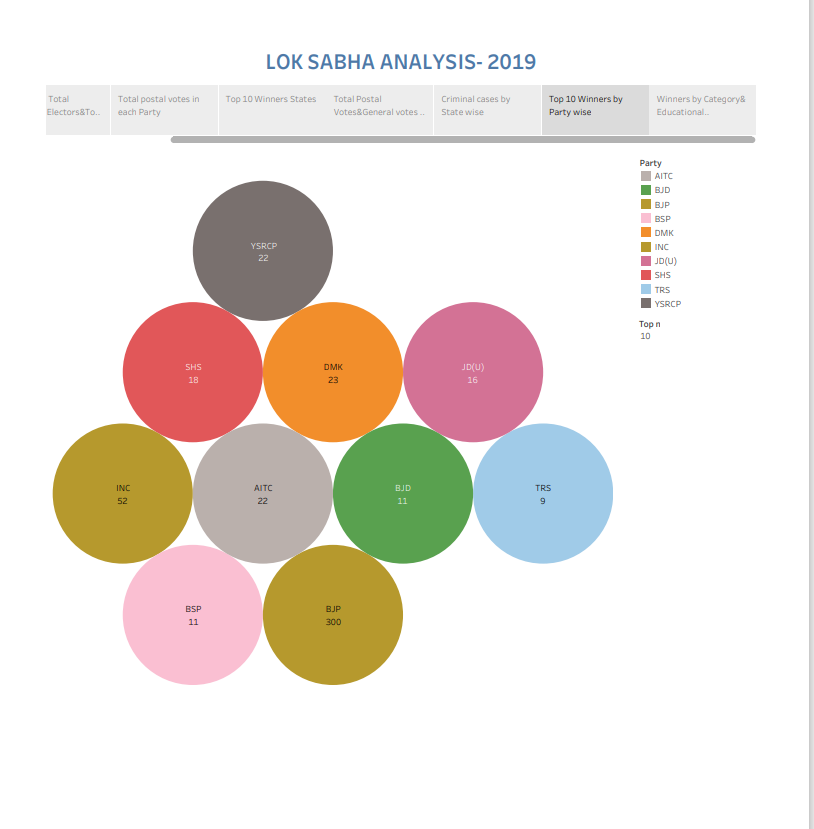 LOK SABHA ANALYSIS- 2019
Total
Electors&To..
Total postal votes in
each Party
Top 10 Winners States
Total Postal
Votes&General votes ..
Criminal cases by
State wise
Top 10 Winners by
Party wise
Winners by Category&
Educational..
Party
AITC
BJD
BJP
BSP
DMK
INC
JD(U)
SHS
TRS
YSRCP
Top n
10
YSRCP
22
SHS
18
DMK
23
JD(U)
16
INC
52
AITC
22
BJD
11
TRS
9
BSP
11
BJP
300